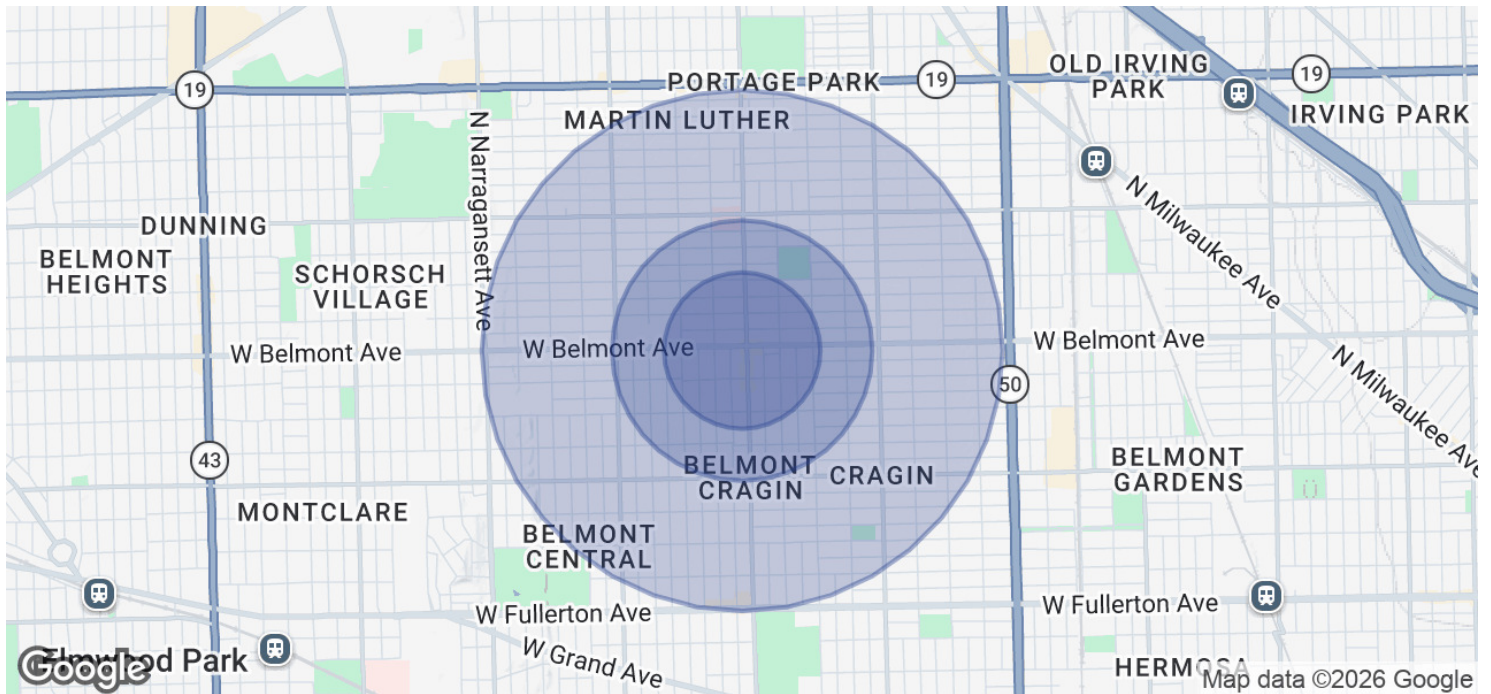 19
PORTAGE PARK
19
OLD IRVING
PARK
19
IRVING PARK
MARTIN LUTHER
N Narragansett Ave
N Milwaukee Ave
DUNNING
BELMONT
HEIGHTS
SCHORSCH
VILLAGE
W Belmont Ave
W Belmont Ave
W Belmont Ave
N Milwaukee Ave
50
43
BELMONT
CRAGIN
CRAGIN
BELMONT
GARDENS
MONTCLARE
BELMONT
CENTRAL
W Fullerton Ave
W Fullerton Ave
W Grand Ave
Elmwood Park
Google
HERMOSA
Map data ©2026 Google